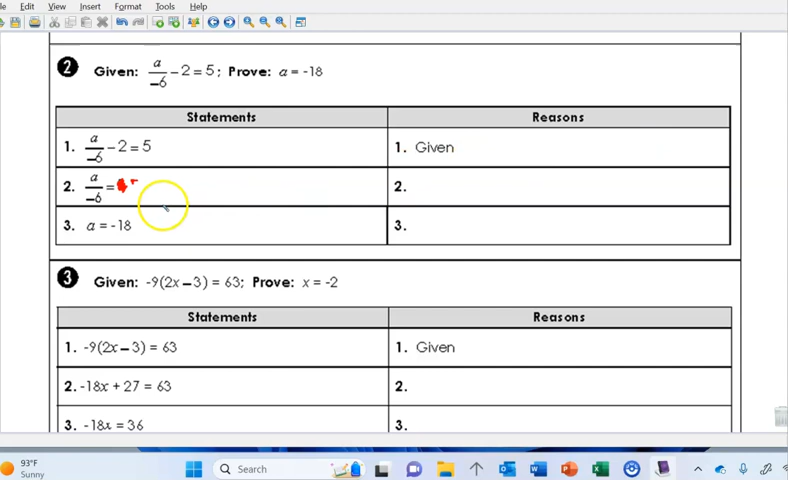 le Edit View Insert Format Tools Help
2 Given: a/-6 - 2 = 5; Prove: a = -18
Statements Reasons
1. a/-6 - 2 = 5 1. Given
2. a/-6 = 2.
3. a = -18 3.
3 Given: -9(2x - 3) = 63; Prove: x = -2
Statements Reasons
1. -9(2x - 3) = 63 1. Given
2. -18x + 27 = 63 2.
3. -18x = 36 3.
93°F
Sunny
Search